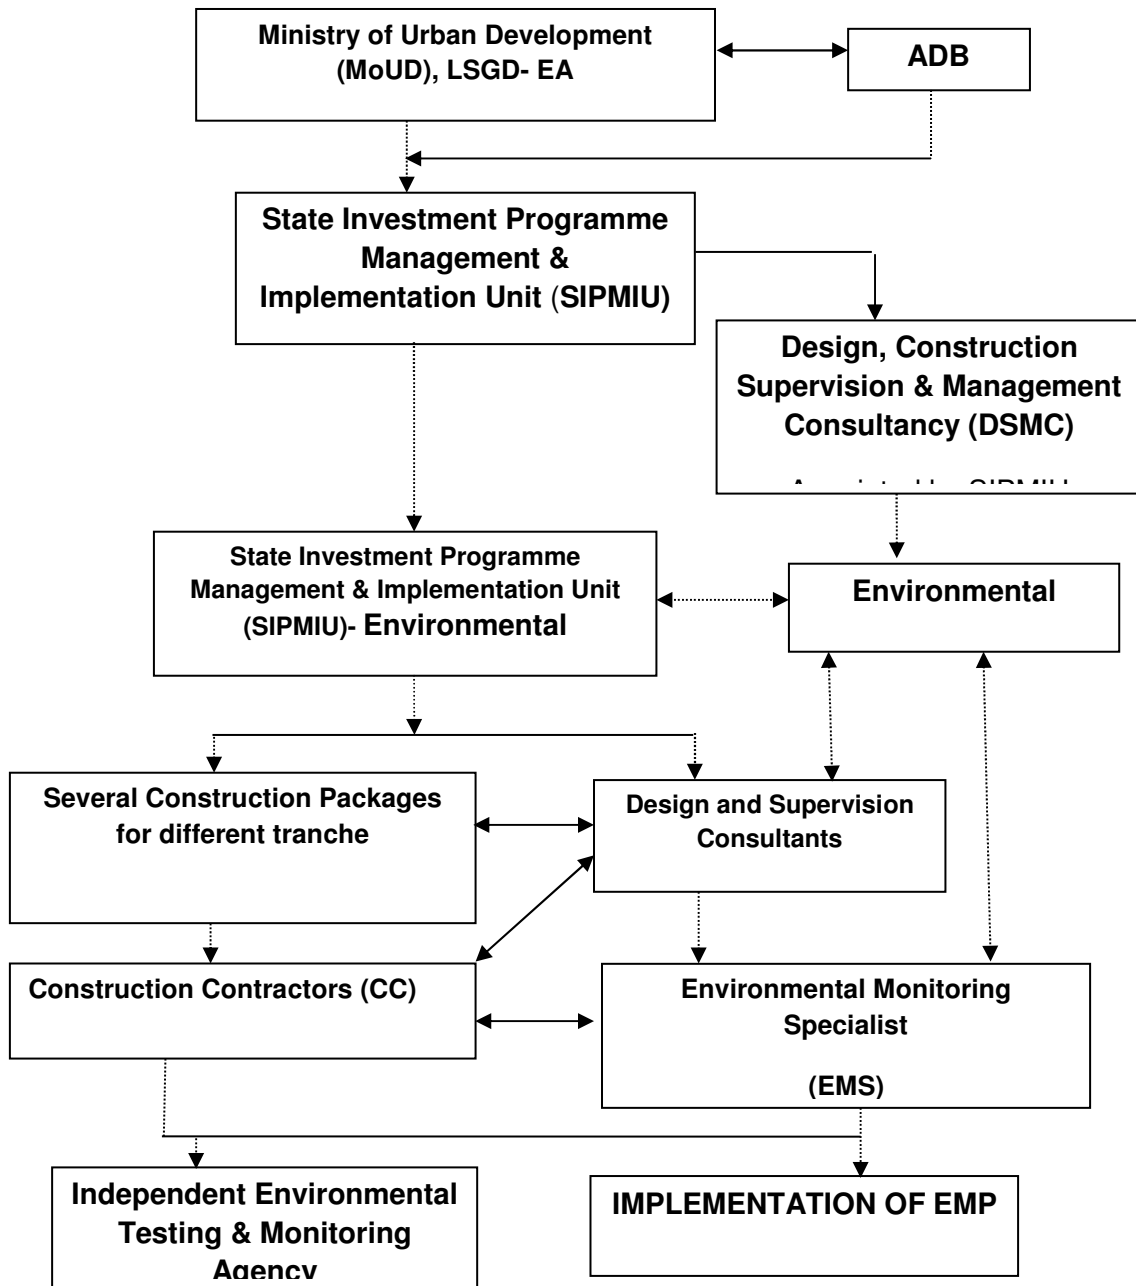 Ministry of Urban Development
(MoUD), LSGD- EA
ADB
State Investment Programme
Management &
Implementation Unit (SIPMIU)
Design, Construction
Supervision & Management
Consultancy (DSMC)
State Investment Programme
Management & Implementation Unit
(SIPMIU)- Environmental
Environmental
Several Construction Packages
for different tranche
Design and Supervision
Consultants
Construction Contractors (CC)
Environmental Monitoring
Specialist
(EMS)
Independent Environmental
Testing & Monitoring
Agency
IMPLEMENTATION OF EMP